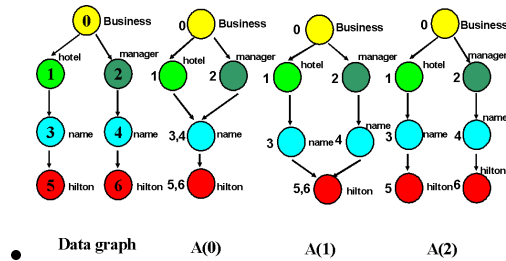 0 Business
hotel
1
manager
2
3
4 name
5
6 hilton
Data graph
0 Business
hotel
1
manager
2
3,4 name
5,6 hilton
A(0)
0 Business
hotel
1
manager
2
3 name
name
4
5,6 hilton
A(1)
0 Business
hotel
1
manager
2
3 name
name
4
5 hilton
hilton
6
A(2)